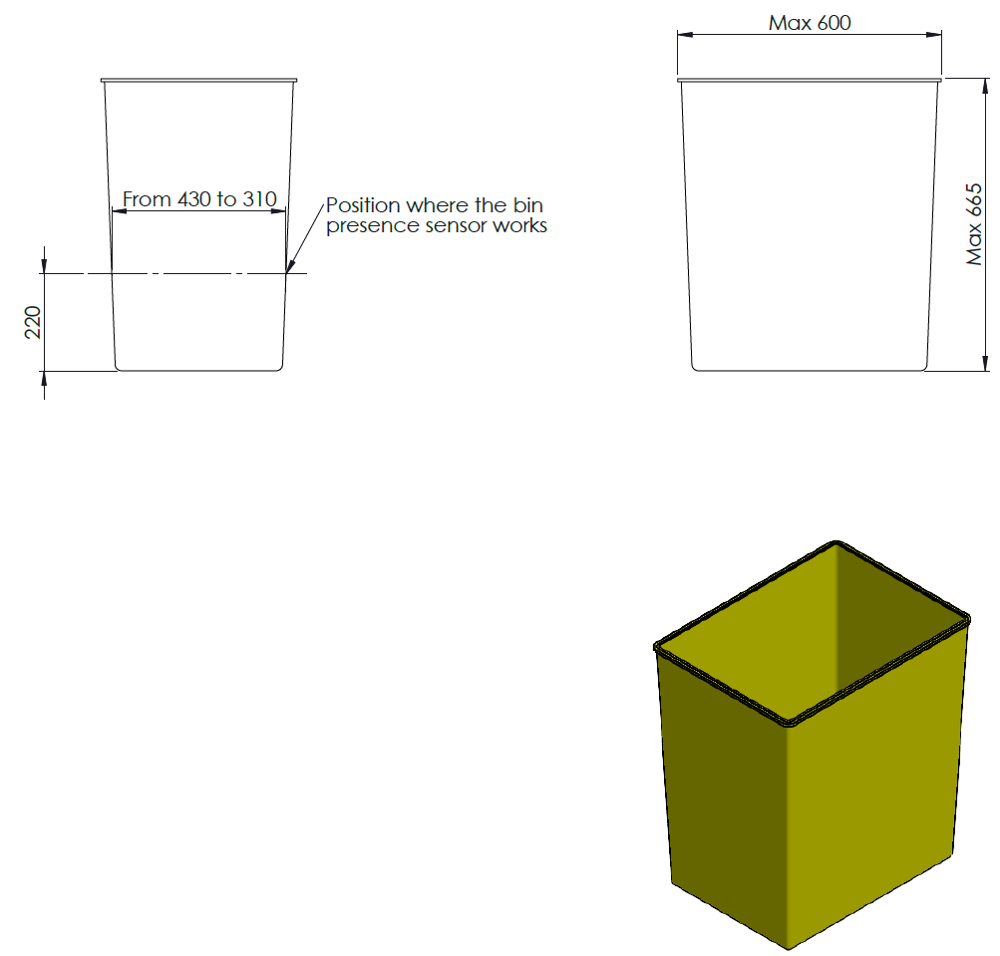 Max 600
From 430 to 310
Position where the bin
presence sensor works
Max 665
220